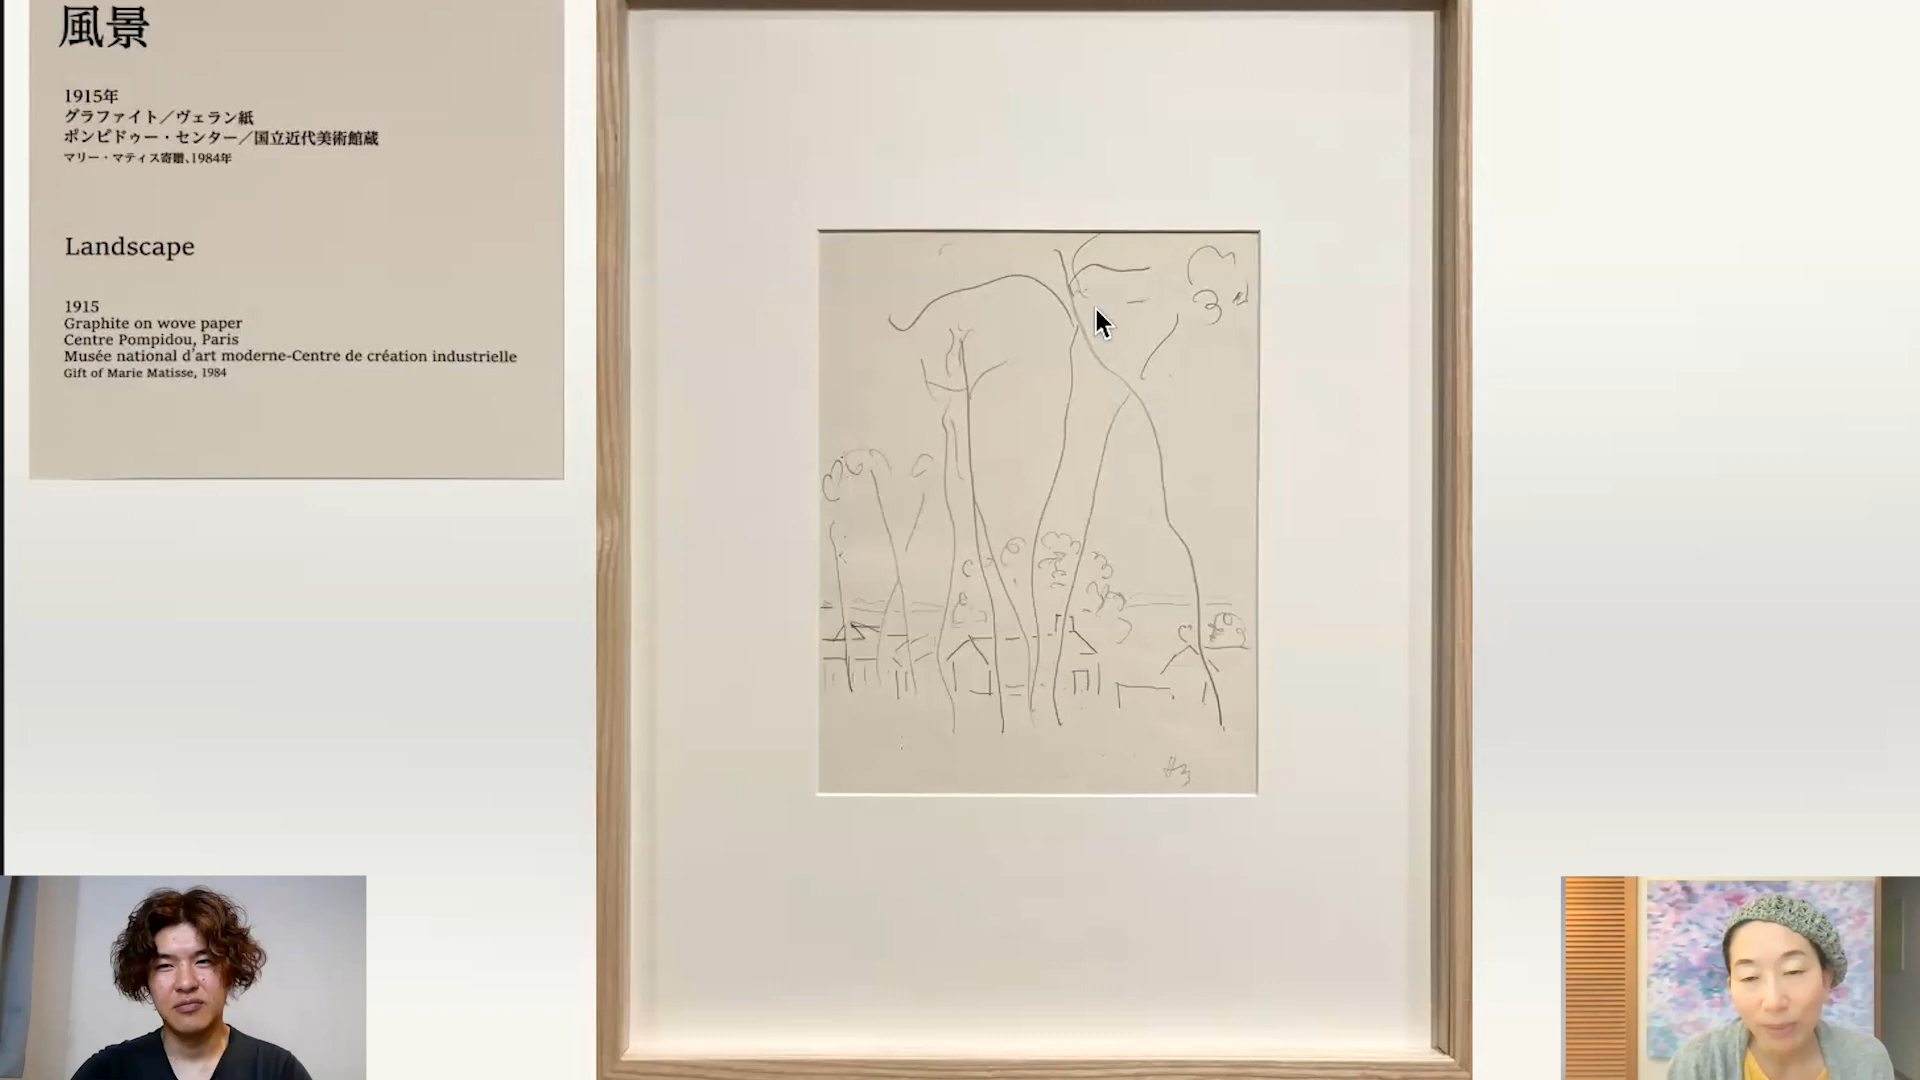 風景
1915年
グラファイト／ヴェラン紙
ポンピドゥー・センター／国立近代美術館蔵
マリー・マティス寄贈、1984年
Landscape
1915
Graphite on wove paper
Centre Pompidou, Paris
Musée national d'art moderne-Centre de création industrielle
Gift of Marie Matisse, 1984